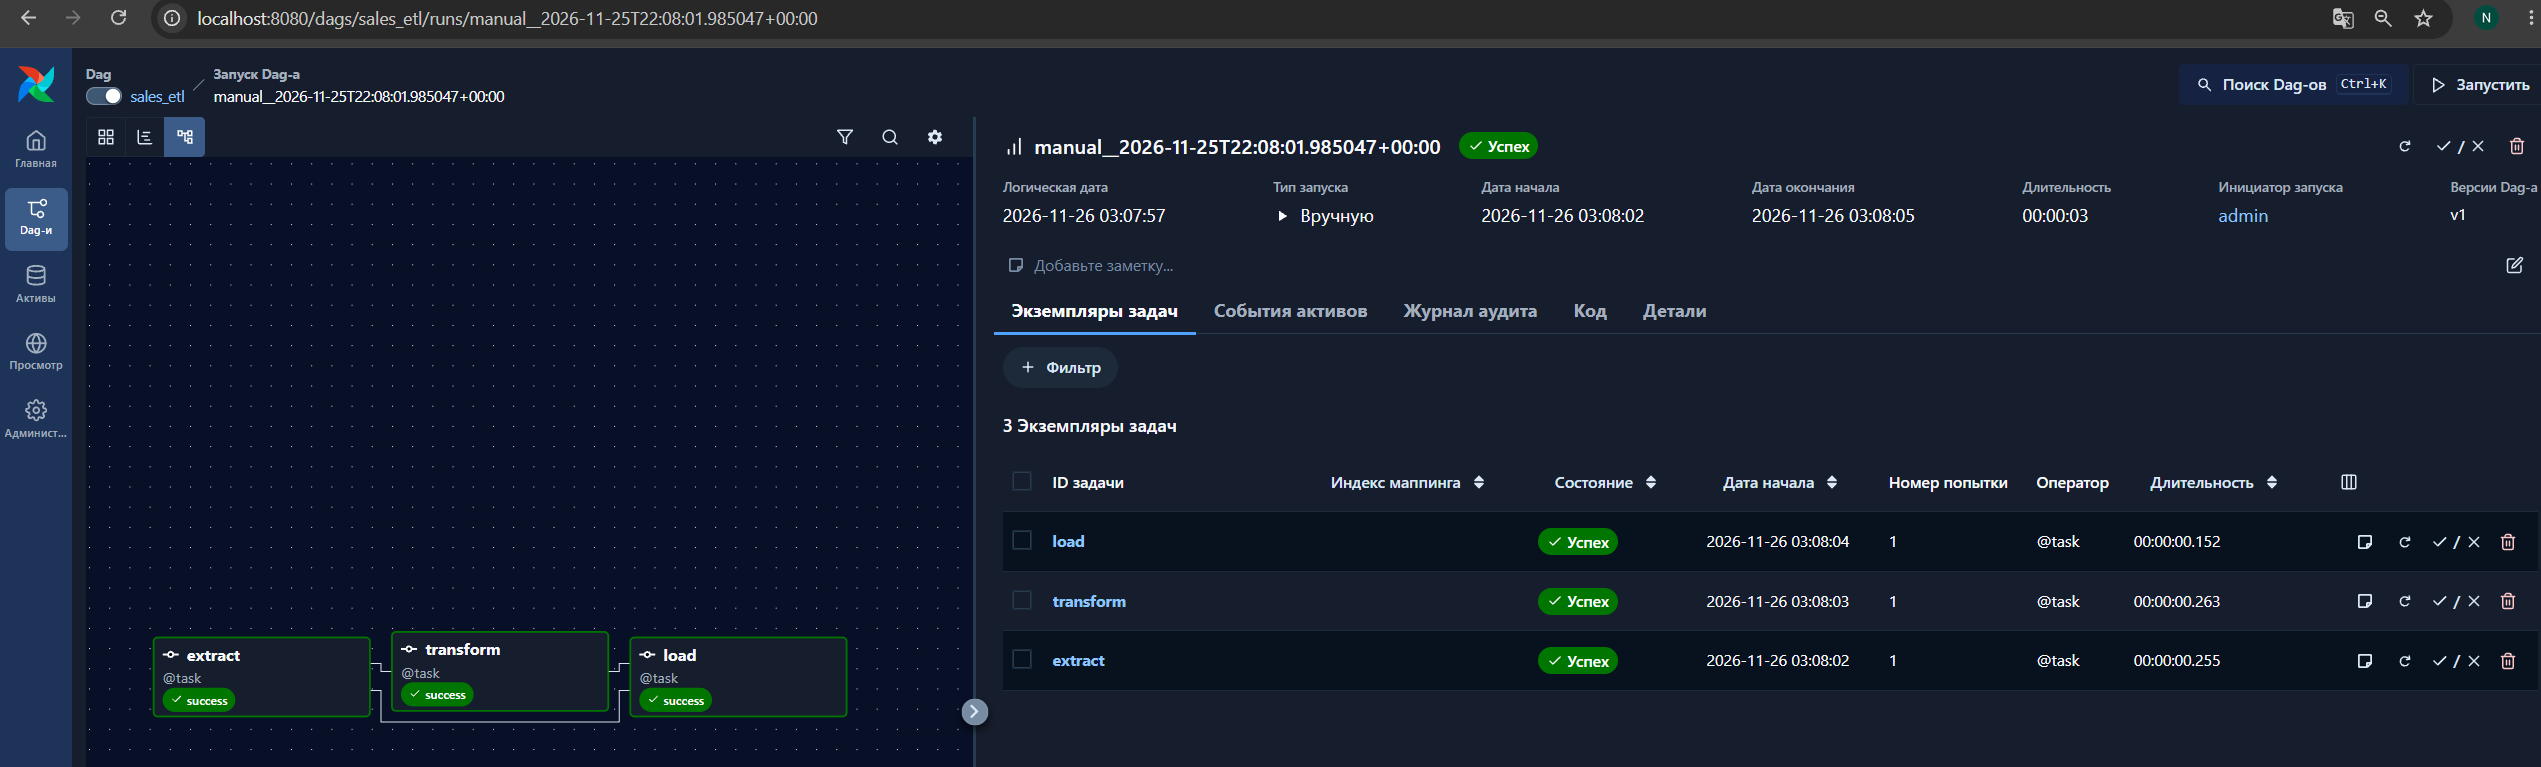 localhost:8080/dags/sales_etl/runs/manual__2026-11-25T22:08:01.985047+00:00
N
Dag
sales_etl
Запуск Dag-а
manual__2026-11-25T22:08:01.985047+00:00
Поиск Dag-ов Ctrl+K
Запустить
Главная
Dag-и
Активы
Просмотр
Админист...
extract
@task
success
transform
@task
success
load
@task
success
manual__2026-11-25T22:08:01.985047+00:00 Успех
Логическая дата Тип запуска Дата начала Дата окончания Длительность Инициатор запуска Версии Dag-а
2026-11-26 03:07:57 Вручную 2026-11-26 03:08:02 2026-11-26 03:08:05 00:00:03 admin v1
Добавьте заметку...
Экземпляры задач События активов Журнал аудита Код Детали
+ Фильтр
3 Экземпляры задач
ID задачи Индекс маппинга Состояние Дата начала Номер попытки Оператор Длительность
load Успех 2026-11-26 03:08:04 1 @task 00:00:00.152
transform Успех 2026-11-26 03:08:03 1 @task 00:00:00.263
extract Успех 2026-11-26 03:08:02 1 @task 00:00:00.255